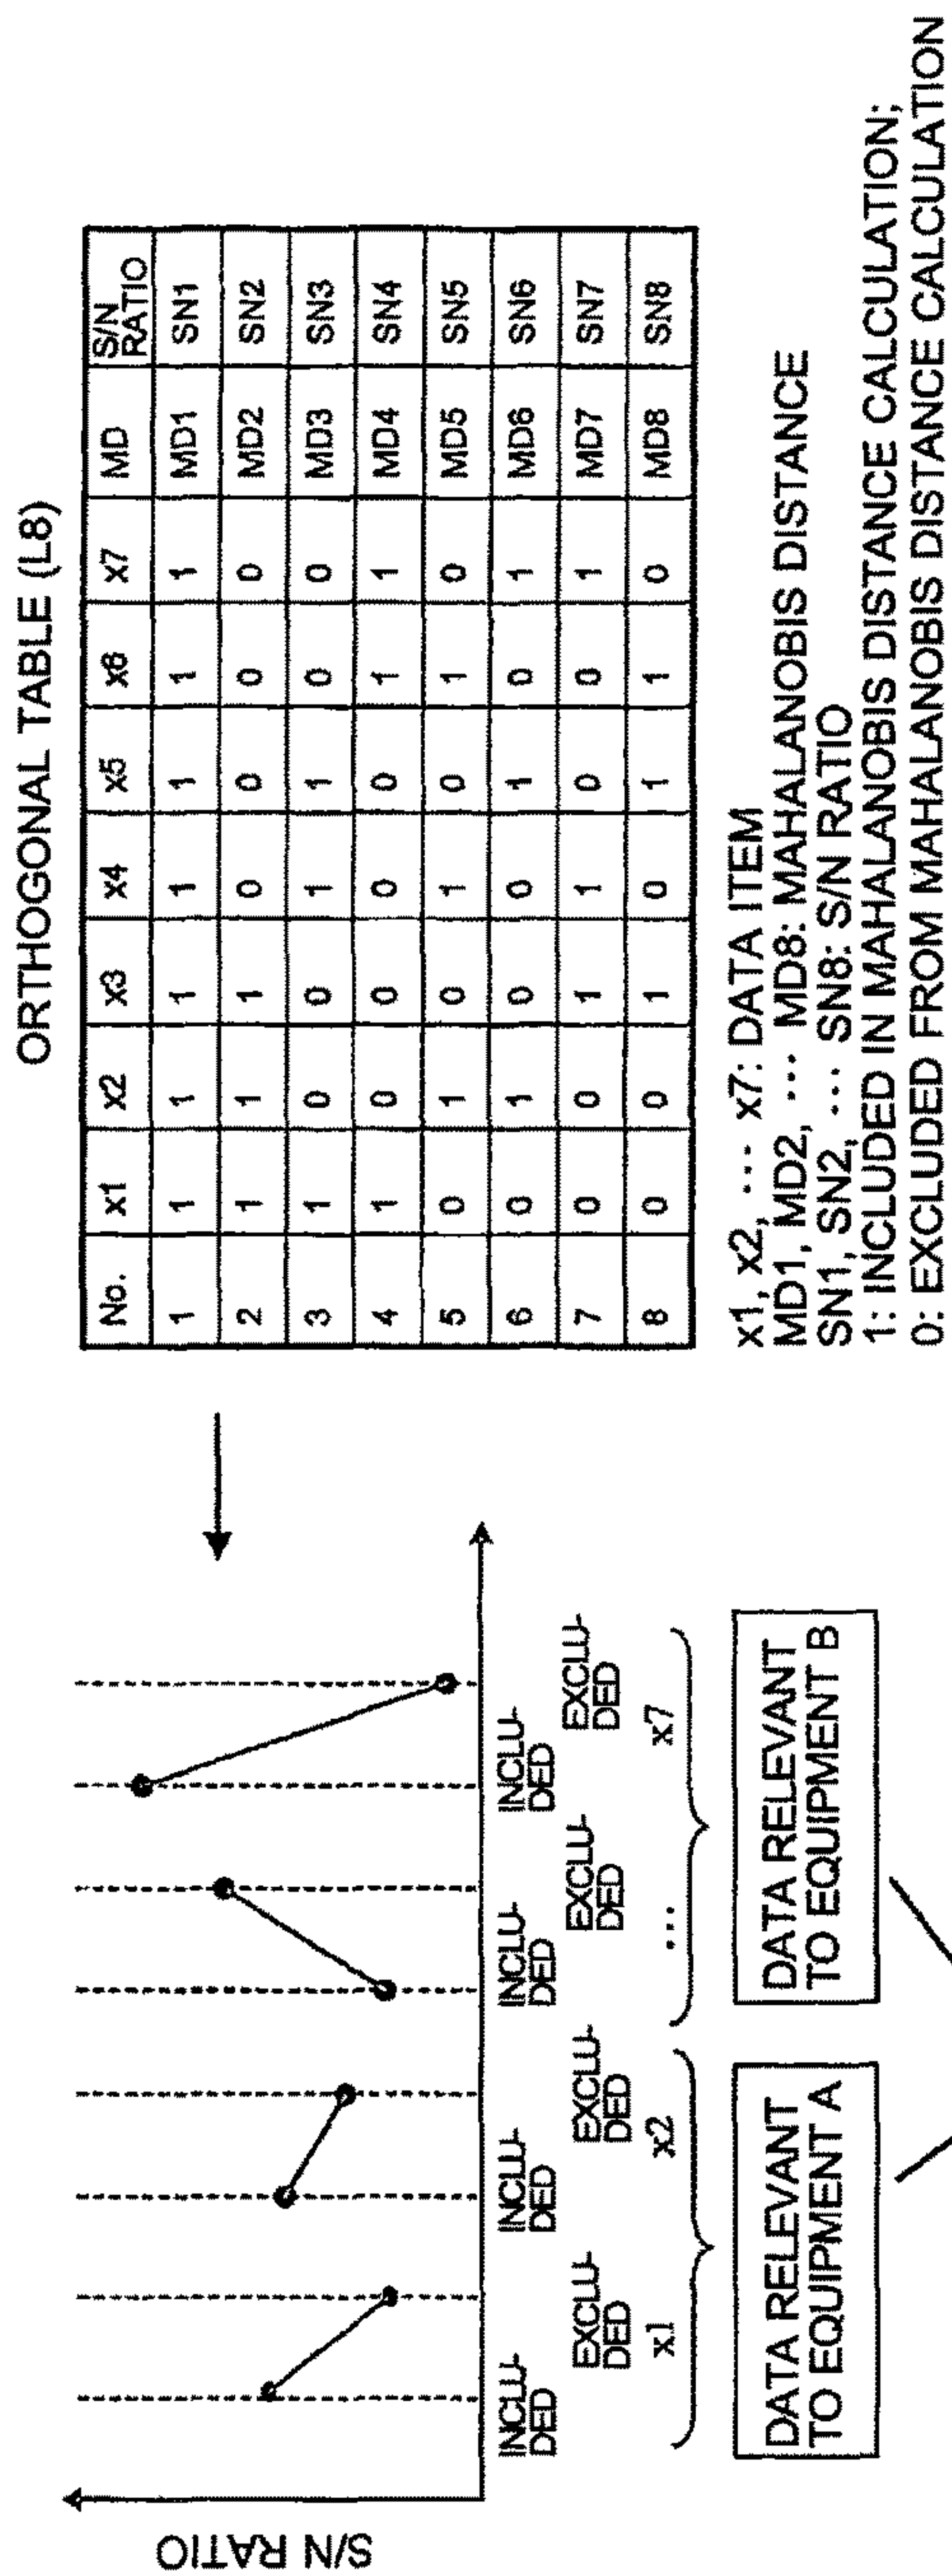 ORTHOGONAL TABLE (L8)
No. x1 x2 x3 x4 x5 x6 x7 MD S/N RATIO
1 1 1 1 1 1 1 1 MD1 SN1
2 1 1 1 0 0 0 0 MD2 SN2
3 1 0 0 1 1 0 0 MD3 SN3
4 1 0 0 0 0 1 1 MD4 SN4
5 0 1 0 1 0 1 0 MD5 SN5
6 0 1 0 0 1 0 1 MD6 SN6
7 0 0 1 1 0 0 1 MD7 SN7
8 0 0 1 0 1 1 0 MD8 SN8
x1, x2, ... x7: DATA ITEM
MD1, MD2, ... MD8: MAHALANOBIS DISTANCE
SN1, SN2, ... SN8: S/N RATIO
1: INCLUDED IN MAHALANOBIS DISTANCE CALCULATION;
0: EXCLUDED FROM MAHALANOBIS DISTANCE CALCULATION
S/N RATIO
INCLU-
DED
EXCLU-
DED
x1
INCLU-
DED
EXCLU-
DED
x2
INCLU-
DED
EXCLU-
DED
...
INCLU-
DED
EXCLU-
DED
x7
DATA RELEVANT
TO EQUIPMENT A
DATA RELEVANT
TO EQUIPMENT B